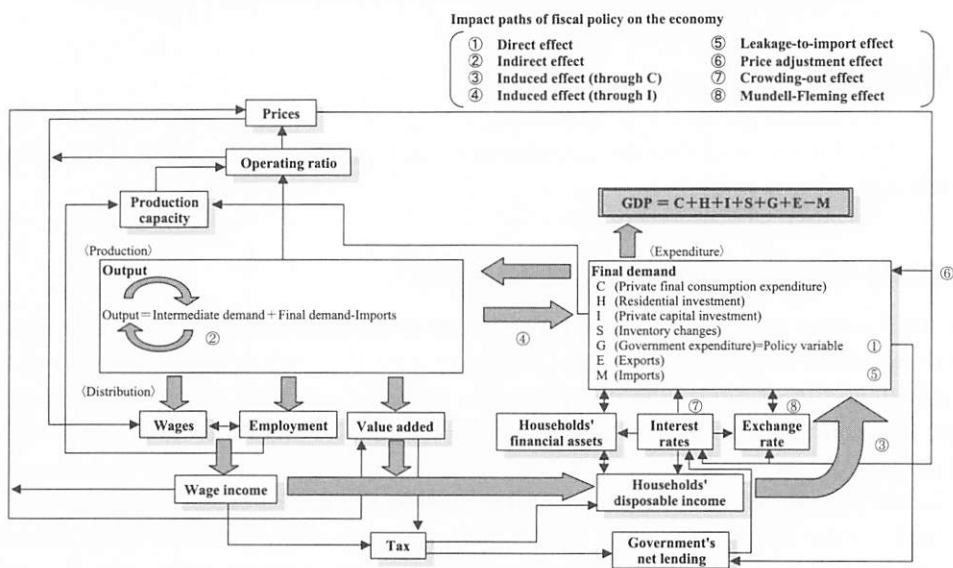 Impact paths of fiscal policy on the economy
① Direct effect
② Indirect effect
③ Induced effect (through C)
④ Induced effect (through I)
⑤ Leakage-to-import effect
⑥ Price adjustment effect
⑦ Crowding-out effect
⑧ Mundell-Fleming effect
Prices
Operating ratio
Production
capacity
GDP = C+H+I+S+G+E−M
〈Production〉
Output
Output=Intermediate demand+Final demand-Imports
②
④
〈Expenditure〉
⑥
Final demand
C (Private final consumption expenditure)
H (Residential investment)
I (Private capital investment)
S (Inventory changes)
G (Government expenditure)=Policy variable ①
E (Exports)
M (Imports) ⑤
〈Distribution〉
Wages
Employment
Value added
Households'
financial assets
⑦
Interest
rates
⑧
Exchange
rate
③
Wage income
Households'
disposable income
Tax
Government's
net lending